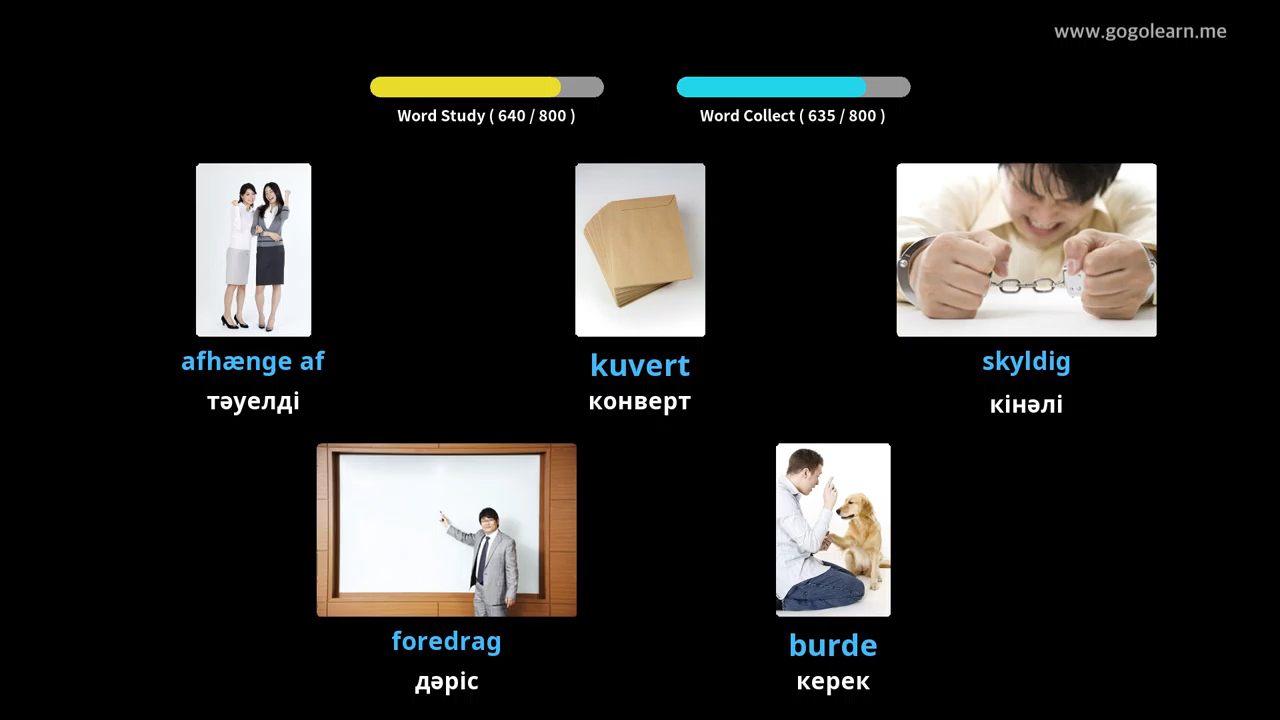 www.gogolearn.me
Word Study ( 640 / 800 )
Word Collect ( 635 / 800 )
afhænge af
тәуелді
kuvert
конверт
skyldig
кінәлі
foredrag
дәріс
burde
керек